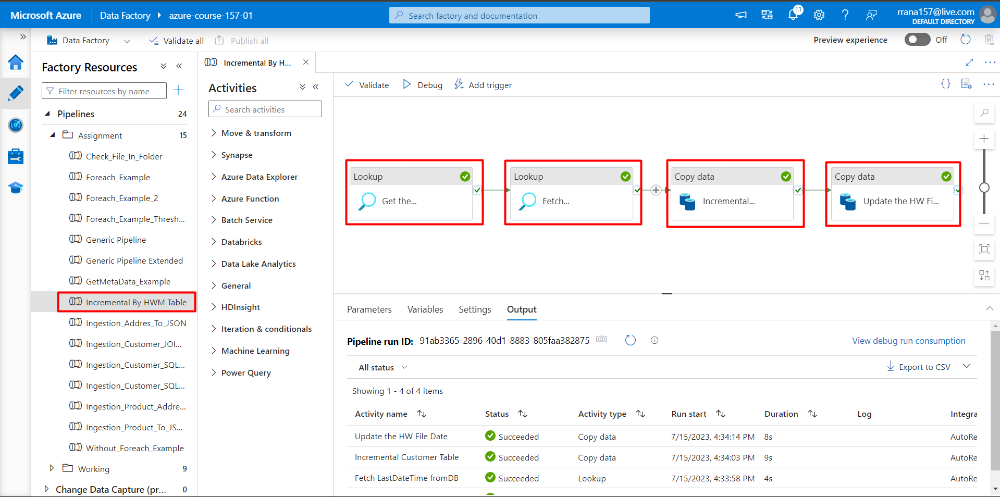 Microsoft Azure
Data Factory
azure-course-157-01
Search factory and documentation
11
rrana157@live.com
DEFAULT DIRECTORY
Data Factory
Validate all
Publish all
Preview experience
Off
Factory Resources
Filter resources by name
Pipelines 24
Assignment 15
Check_File_In_Folder
Foreach_Example
Foreach_Example_2
Foreach_Example_Thresh...
Generic Pipeline
Generic Pipeline Extended
GetMetaData_Example
Incremental By HWM Table
Ingestion_Addres_To_JSON
Ingestion_Customer_JOI...
Ingestion_Customer_SQL...
Ingestion_Customer_SQL...
Ingestion_Product_Addre...
Ingestion_Product_To_JS...
Without_Foreach_Example
Working 9
Change Data Capture (pr... 0
Incremental By H...
Activities
Search activities
Move & transform
Synapse
Azure Data Explorer
Azure Function
Batch Service
Databricks
Data Lake Analytics
General
HDInsight
Iteration & conditionals
Machine Learning
Power Query
Validate
Debug
Add trigger
Lookup
Get the...
Lookup
Fetch...
Copy data
Incremental...
Copy data
Update the HW Fi...
Parameters Variables Settings Output
Pipeline run ID: 91ab3365-2896-40d1-8883-805faa382875
View debug run consumption
All status
Export to CSV
Showing 1 - 4 of 4 items
Activity name Status Activity type Run start Duration Log Integra
Update the HW File Date Succeeded Copy data 7/15/2023, 4:34:14 PM 8s AutoRe
Incremental Customer Table Succeeded Copy data 7/15/2023, 4:34:03 PM 9s AutoRe
Fetch LastDateTime fromDB Succeeded Lookup 7/15/2023, 4:33:58 PM 4s AutoRe